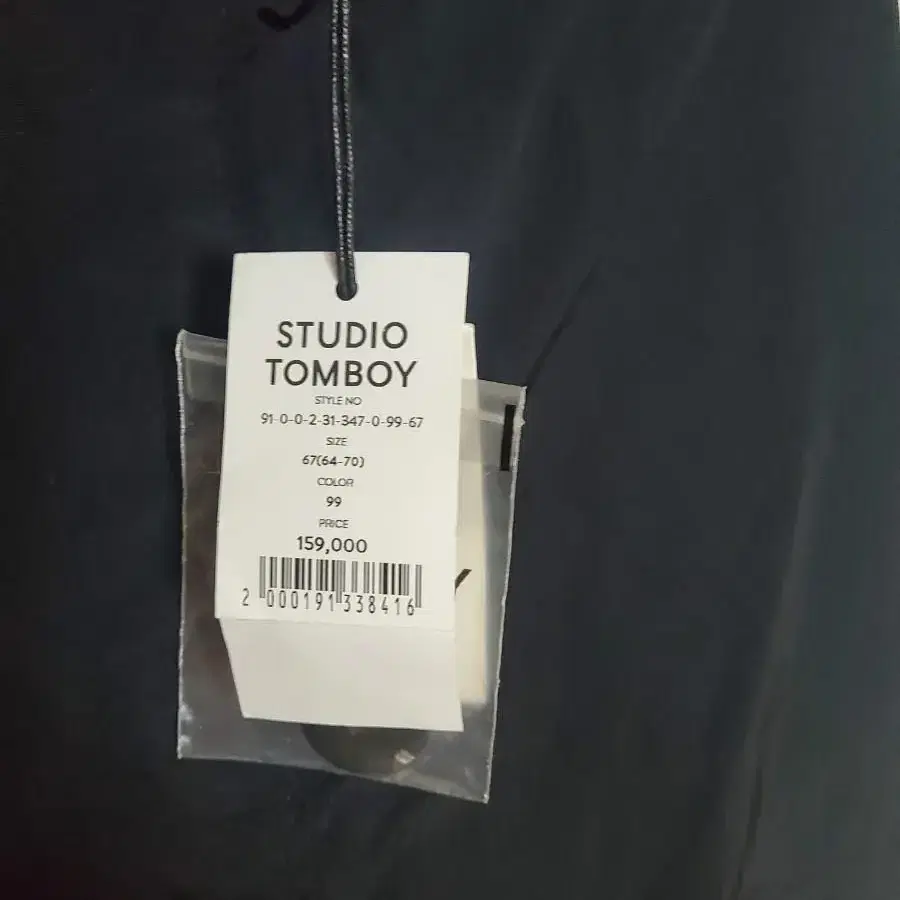 STUDIO
TOMBOY
STYLE NO
91-0-0-2-31-347-0-99-67
SIZE
67(64-70)
COLOR
99
PRICE
159,000
2 000191 338416